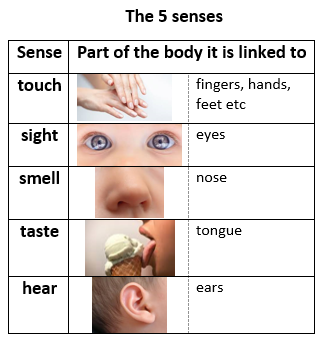 The 5 senses
Sense Part of the body it is linked to
touch fingers, hands,
feet etc
sight eyes
smell nose
taste tongue
hear ears